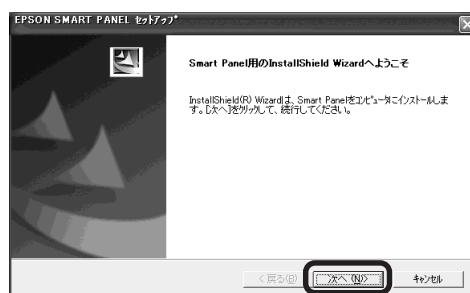 EPSON SMART PANEL セットアップ
Smart Panel用のInstallShield Wizardへようこそ
InstallShield(R) Wizardは、Smart Panelをコンピュータにインストールしま
す。[次へ]をクリックして、続行してください。
< 戻る(B) 次へ (N)> キャンセル